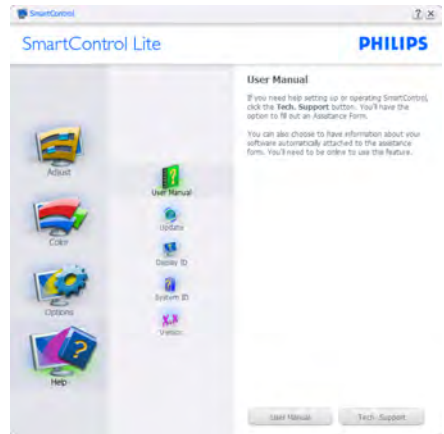 SmartControl
SmartControl Lite
PHILIPS
User Manual
If you need help setting up or operating SmartControl,
click the Tech. Support button. You'll have the
option to fill out an Assistance Form.
You can also choose to have information about your
software automatically attached to the assistance
form. You'll need to be online to use this feature.
Adjust
Color
Options
Help
User Manual
Update
Display ID
System ID
Version
User Manual
Tech. Support